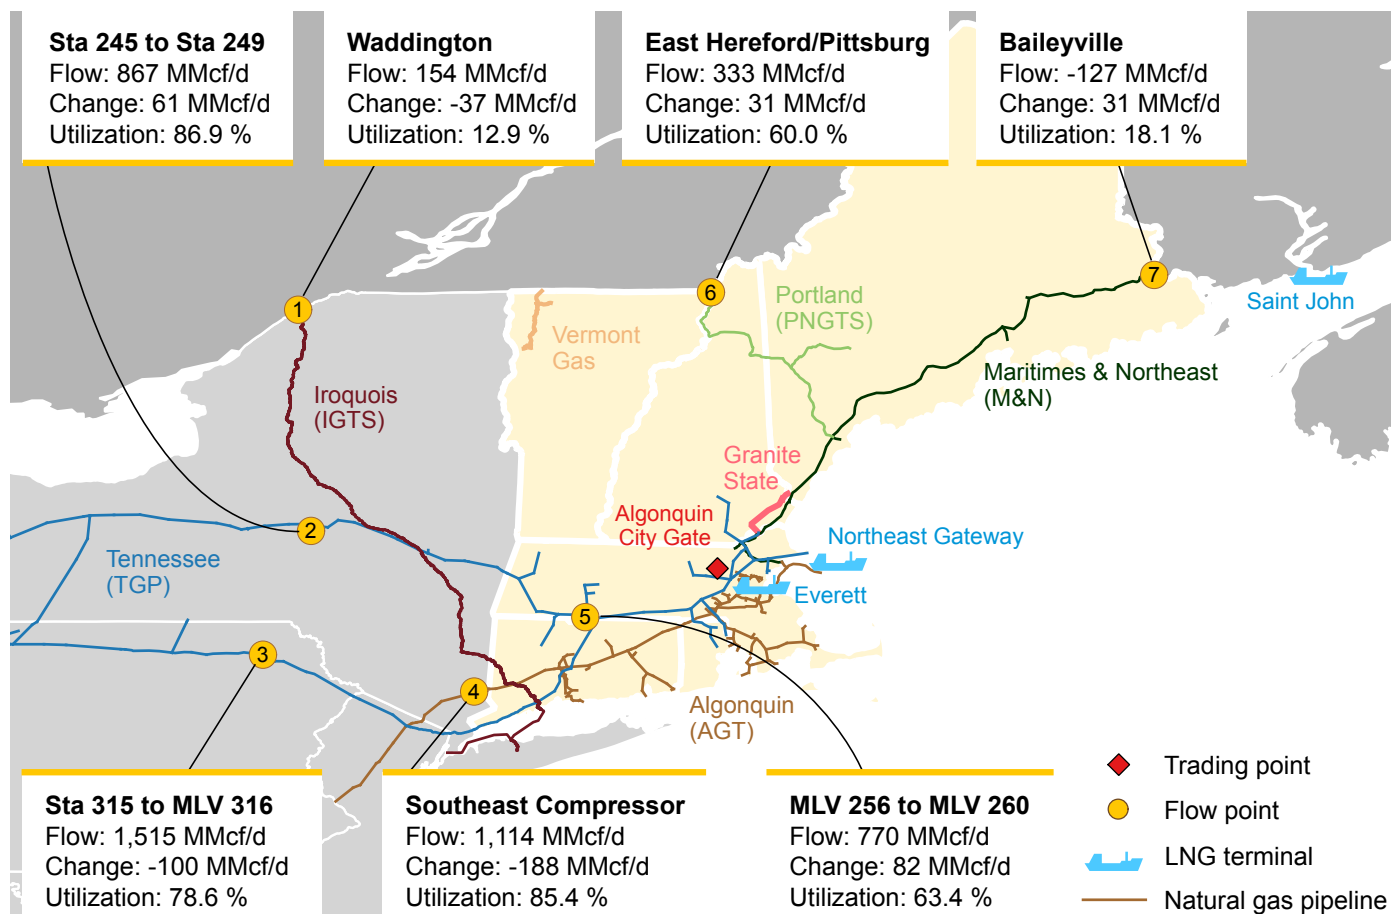 Sta 245 to Sta 249
Flow: 867 MMcf/d
Change: 61 MMcf/d
Utilization: 86.9 %
Waddington
Flow: 154 MMcf/d
Change: -37 MMcf/d
Utilization: 12.9 %
East Hereford/Pittsburg
Flow: 333 MMcf/d
Change: 31 MMcf/d
Utilization: 60.0 %
Baileyville
Flow: -127 MMcf/d
Change: 31 MMcf/d
Utilization: 18.1 %
7
6
1
Saint John
Portland
(PNGTS)
Vermont
Gas
Maritimes & Northeast
(M&N)
Iroquois
(IGTS)
Granite
State
Algonquin
City Gate
2
Northeast Gateway
Tennessee
(TGP)
Everett
5
3
4
Algonquin
(AGT)
Sta 315 to MLV 316
Flow: 1,515 MMcf/d
Change: -100 MMcf/d
Utilization: 78.6 %
Southeast Compressor
Flow: 1,114 MMcf/d
Change: -188 MMcf/d
Utilization: 85.4 %
MLV 256 to MLV 260
Flow: 770 MMcf/d
Change: 82 MMcf/d
Utilization: 63.4 %
Trading point
Flow point
LNG terminal
Natural gas pipeline